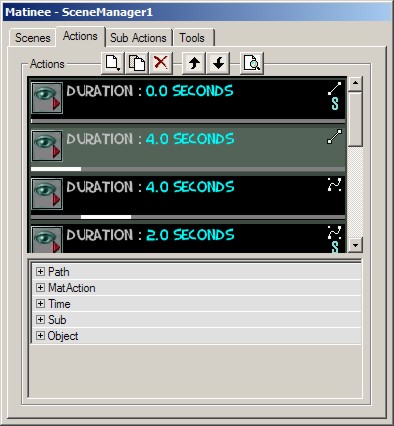 Matinee - SceneManager1
Scenes Actions Sub Actions Tools
Actions
DURATION : 0.0 SECONDS
S
DURATION : 4.0 SECONDS
DURATION : 4.0 SECONDS
DURATION : 2.0 SECONDS
S
Path
MatAction
Time
Sub
Object